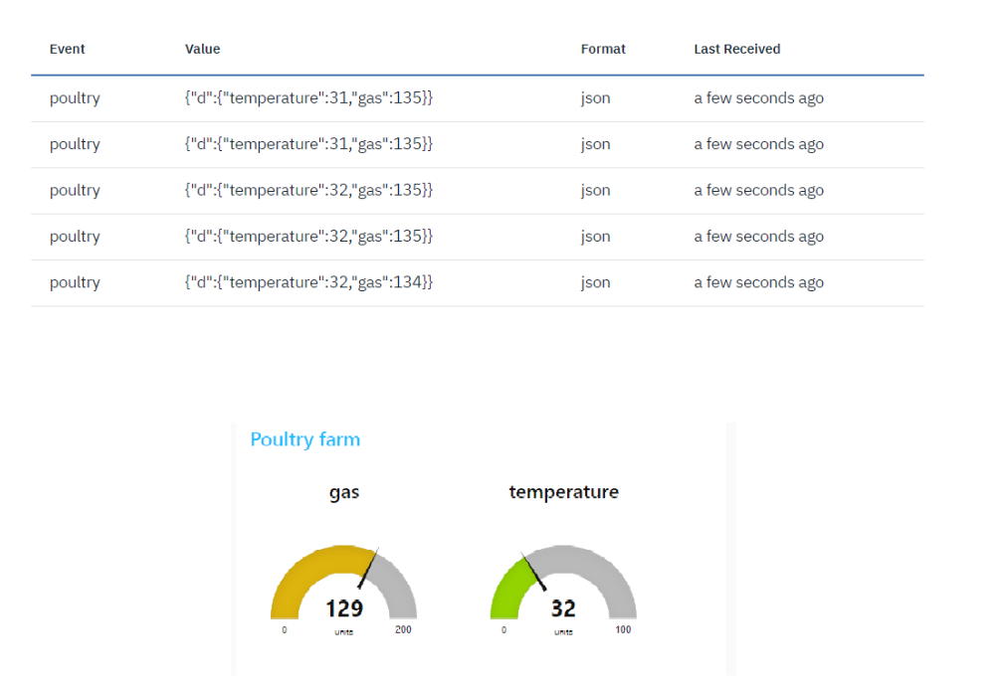 Event Value Format Last Received
poultry {"d":{"temperature":31,"gas":135}} json a few seconds ago
poultry {"d":{"temperature":31,"gas":135}} json a few seconds ago
poultry {"d":{"temperature":32,"gas":135}} json a few seconds ago
poultry {"d":{"temperature":32,"gas":135}} json a few seconds ago
poultry {"d":{"temperature":32,"gas":134}} json a few seconds ago
Poultry farm
gas temperature
129 32
0 units 200 0 units 100